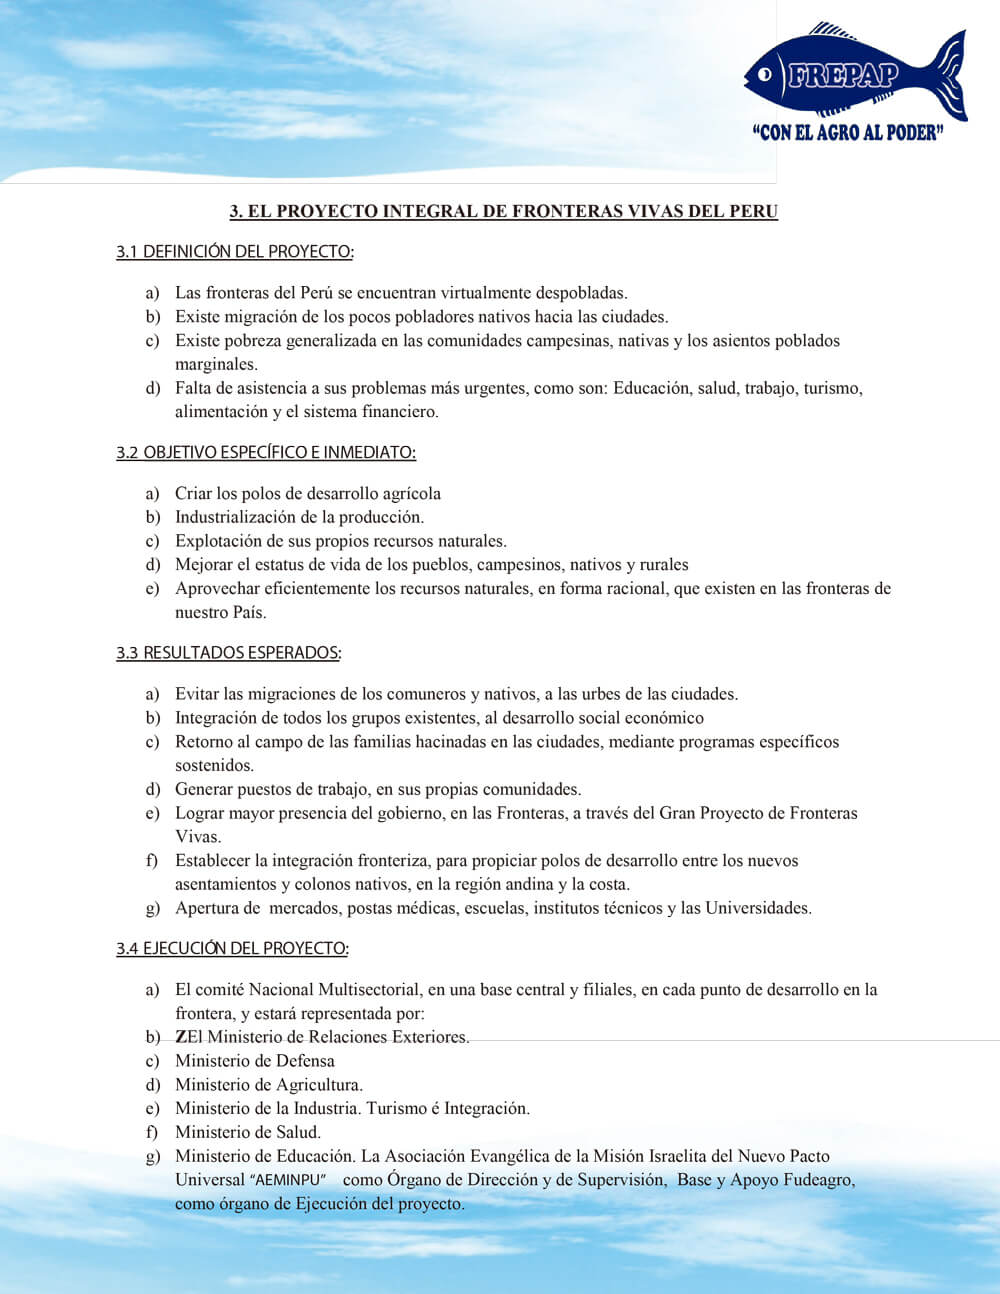 FREPAP
“CON EL AGRO AL PODER”
3. EL PROYECTO INTEGRAL DE FRONTERAS VIVAS DEL PERU
3.1 DEFINICIÓN DEL PROYECTO:
a) Las fronteras del Perú se encuentran virtualmente despobladas.
b) Existe migración de los pocos pobladores nativos hacia las ciudades.
c) Existe pobreza generalizada en las comunidades campesinas, nativas y los asientos poblados
marginales.
d) Falta de asistencia a sus problemas más urgentes, como son: Educación, salud, trabajo, turismo,
alimentación y el sistema financiero.
3.2 OBJETIVO ESPECÍFICO E INMEDIATO:
a) Criar los polos de desarrollo agrícola
b) Industrialización de la producción.
c) Explotación de sus propios recursos naturales.
d) Mejorar el estatus de vida de los pueblos, campesinos, nativos y rurales
e) Aprovechar eficientemente los recursos naturales, en forma racional, que existen en las fronteras de
nuestro País.
3.3 RESULTADOS ESPERADOS:
a) Evitar las migraciones de los comuneros y nativos, a las urbes de las ciudades.
b) Integración de todos los grupos existentes, al desarrollo social económico
c) Retorno al campo de las familias hacinadas en las ciudades, mediante programas específicos
sostenidos.
d) Generar puestos de trabajo, en sus propias comunidades.
e) Lograr mayor presencia del gobierno, en las Fronteras, a través del Gran Proyecto de Fronteras
Vivas.
f) Establecer la integración fronteriza, para propiciar polos de desarrollo entre los nuevos
asentamientos y colonos nativos, en la región andina y la costa.
g) Apertura de mercados, postas médicas, escuelas, institutos técnicos y las Universidades.
3.4 EJECUCIÓN DEL PROYECTO:
a) El comité Nacional Multisectorial, en una base central y filiales, en cada punto de desarrollo en la
frontera, y estará representada por:
b) ZEl Ministerio de Relaciones Exteriores.
c) Ministerio de Defensa
d) Ministerio de Agricultura.
e) Ministerio de la Industria. Turismo é Integración.
f) Ministerio de Salud.
g) Ministerio de Educación. La Asociación Evangélica de la Misión Israelita del Nuevo Pacto
Universal “AEMINPU” como Órgano de Dirección y de Supervisión, Base y Apoyo Fudeagro,
como órgano de Ejecución del proyecto.